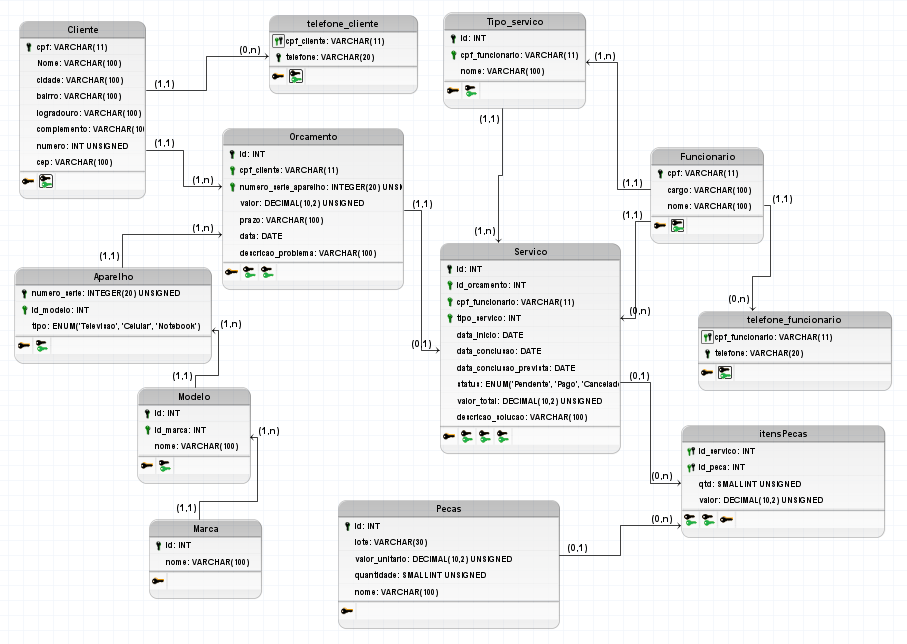 Cliente
cpf: VARCHAR(11)
Nome: VARCHAR(100)
cidade: VARCHAR(100)
bairro: VARCHAR(100)
logradouro: VARCHAR(100)
complemento: VARCHAR(100
numero: INT UNSIGNED
cep: VARCHAR(100)
(1,1)
(0,n)
(1,1)
(1,n)
telefone_cliente
cpf_cliente: VARCHAR(11)
telefone: VARCHAR(20)
Tipo_servico
id: INT
cpf_funcionario: VARCHAR(11)
nome: VARCHAR(100)
(1,n)
(1,1)
(1,1)
(1,n)
Orcamento
id: INT
cpf_cliente: VARCHAR(11)
numero_serie_aparelho: INTEGER(20) UNSI
valor: DECIMAL(10,2) UNSIGNED
prazo: VARCHAR(100)
data: DATE
descricao_problema: VARCHAR(100)
(1,n)
(1,1)
(1,1)
(0,1)
Funcionario
cpf: VARCHAR(11)
cargo: VARCHAR(100)
nome: VARCHAR(100)
(1,1)
(0,n)
(1,1)
(0,n)
Aparelho
numero_serie: INTEGER(20) UNSIGNED
id_modelo: INT
tipo: ENUM('Televisao', 'Celular', 'Notebook')
(1,n)
(1,1)
Servico
id: INT
id_orcamento: INT
cpf_funcionario: VARCHAR(11)
tipo_servico: INT
data_inicio: DATE
data_conclusao: DATE
data_conclusao_prevista: DATE
status: ENUM('Pendente', 'Pago', 'Cancelad
valor_total: DECIMAL(10,2) UNSIGNED
descricao_solucao: VARCHAR(100)
(0,1)
(0,n)
telefone_funcionario
cpf_funcionario: VARCHAR(11)
telefone: VARCHAR(20)
Modelo
id: INT
id_marca: INT
nome: VARCHAR(100)
(1,n)
(1,1)
Marca
id: INT
nome: VARCHAR(100)
itensPecas
id_servico: INT
id_peca: INT
qtd: SMALLINT UNSIGNED
valor: DECIMAL(10,2) UNSIGNED
(0,n)
(0,1)
Pecas
id: INT
lote: VARCHAR(30)
valor_unitario: DECIMAL(10,2) UNSIGNED
quantidade: SMALLINT UNSIGNED
nome: VARCHAR(100)